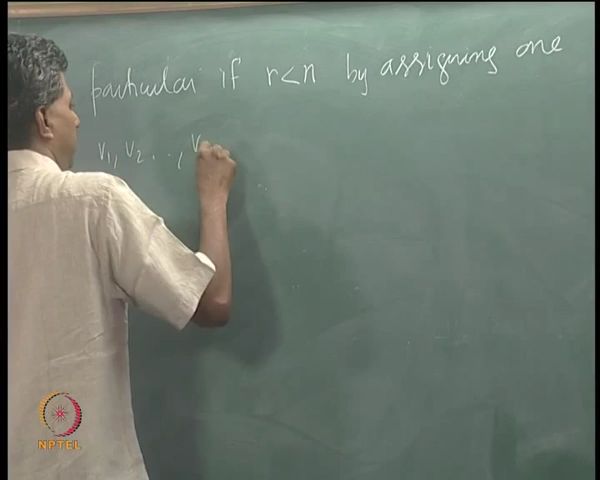 particular if r<n by assigning one
v₁, v₂ . . , v
NPTEL